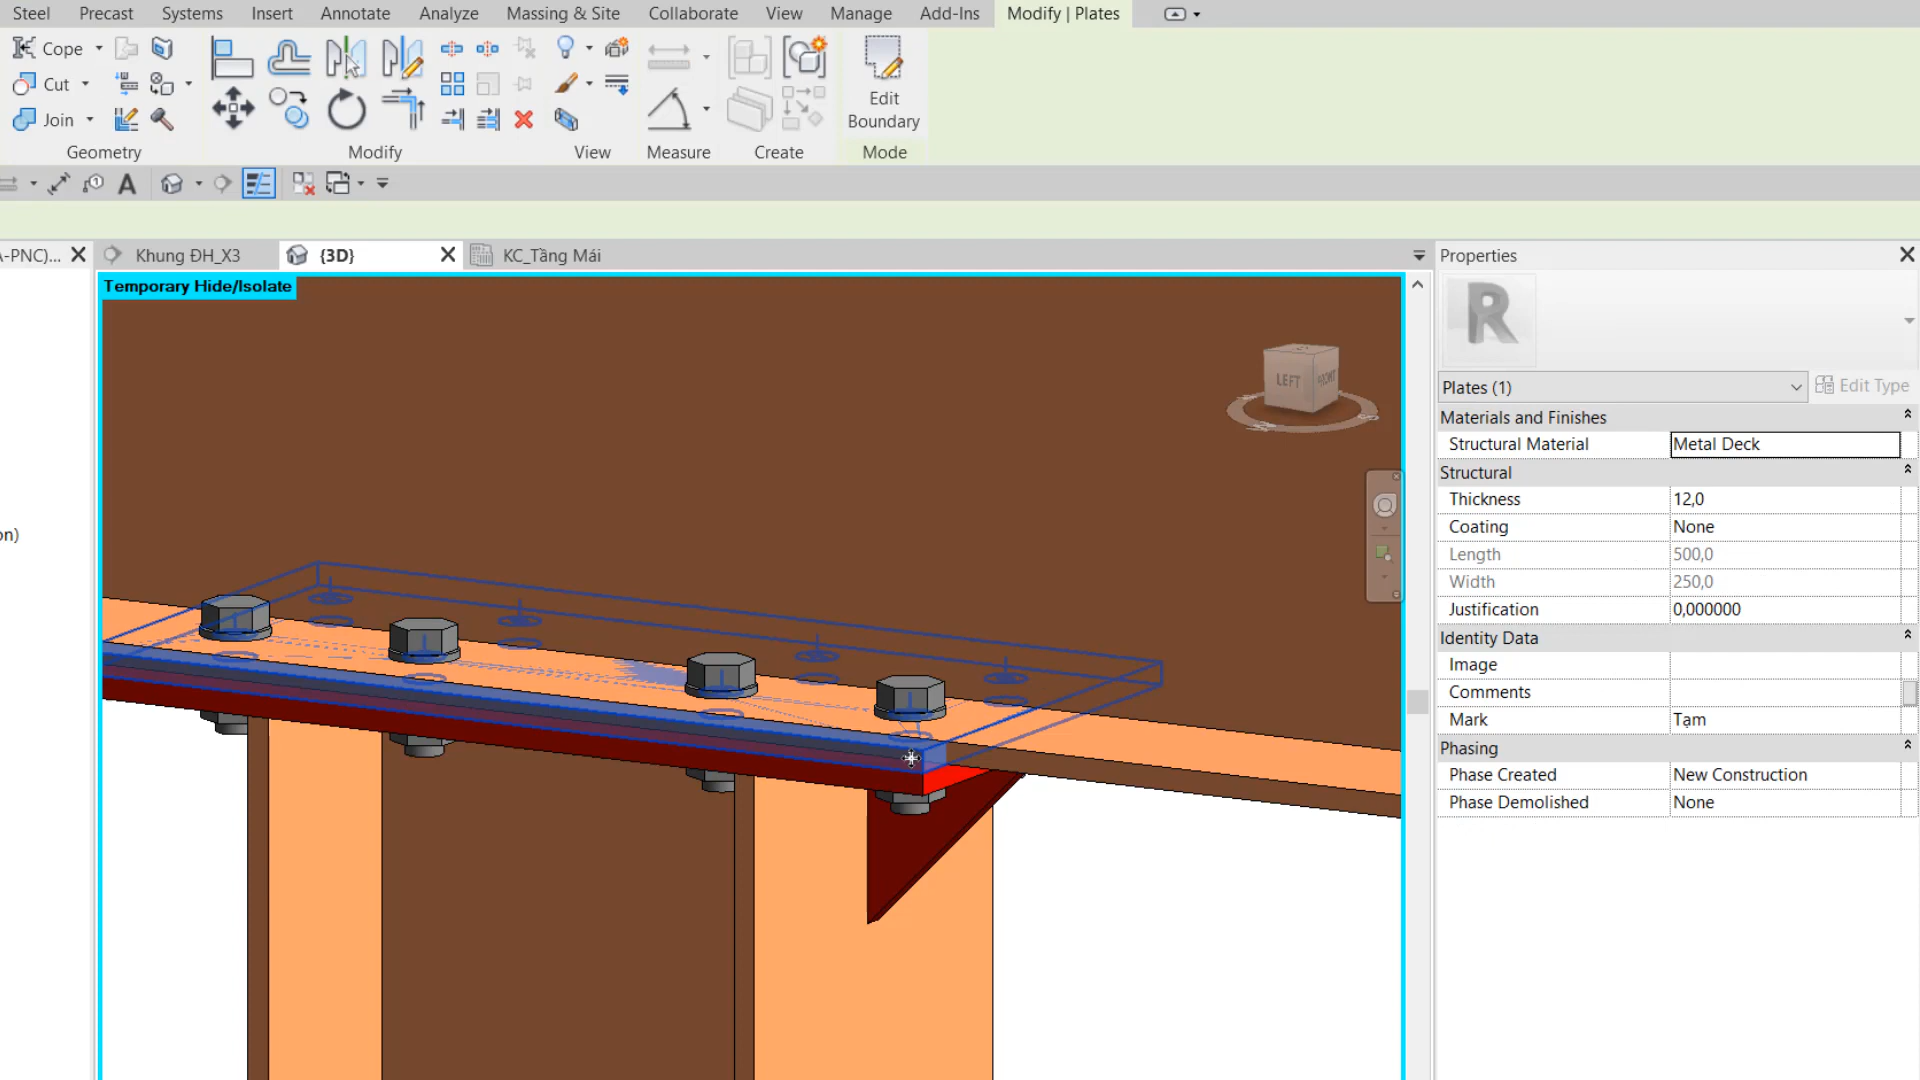 Steel Precast Systems Insert Annotate Analyze Massing & Site Collaborate View Manage Add-Ins Modify | Plates
Cope
Cut
Join
Edit
Boundary
Geometry Modify View Measure Create Mode
A
A-PNC)... Khung ĐH_X3 {3D} KC_Tầng Mái
Temporary Hide/Isolate
on)
LEFT FRONT
Properties
R
Plates (1) Edit Type
Materials and Finishes
Structural Material Metal Deck
Structural
Thickness 12,0
Coating None
Length 500,0
Width 250,0
Justification 0,000000
Identity Data
Image
Comments
Mark Tạm
Phasing
Phase Created New Construction
Phase Demolished None